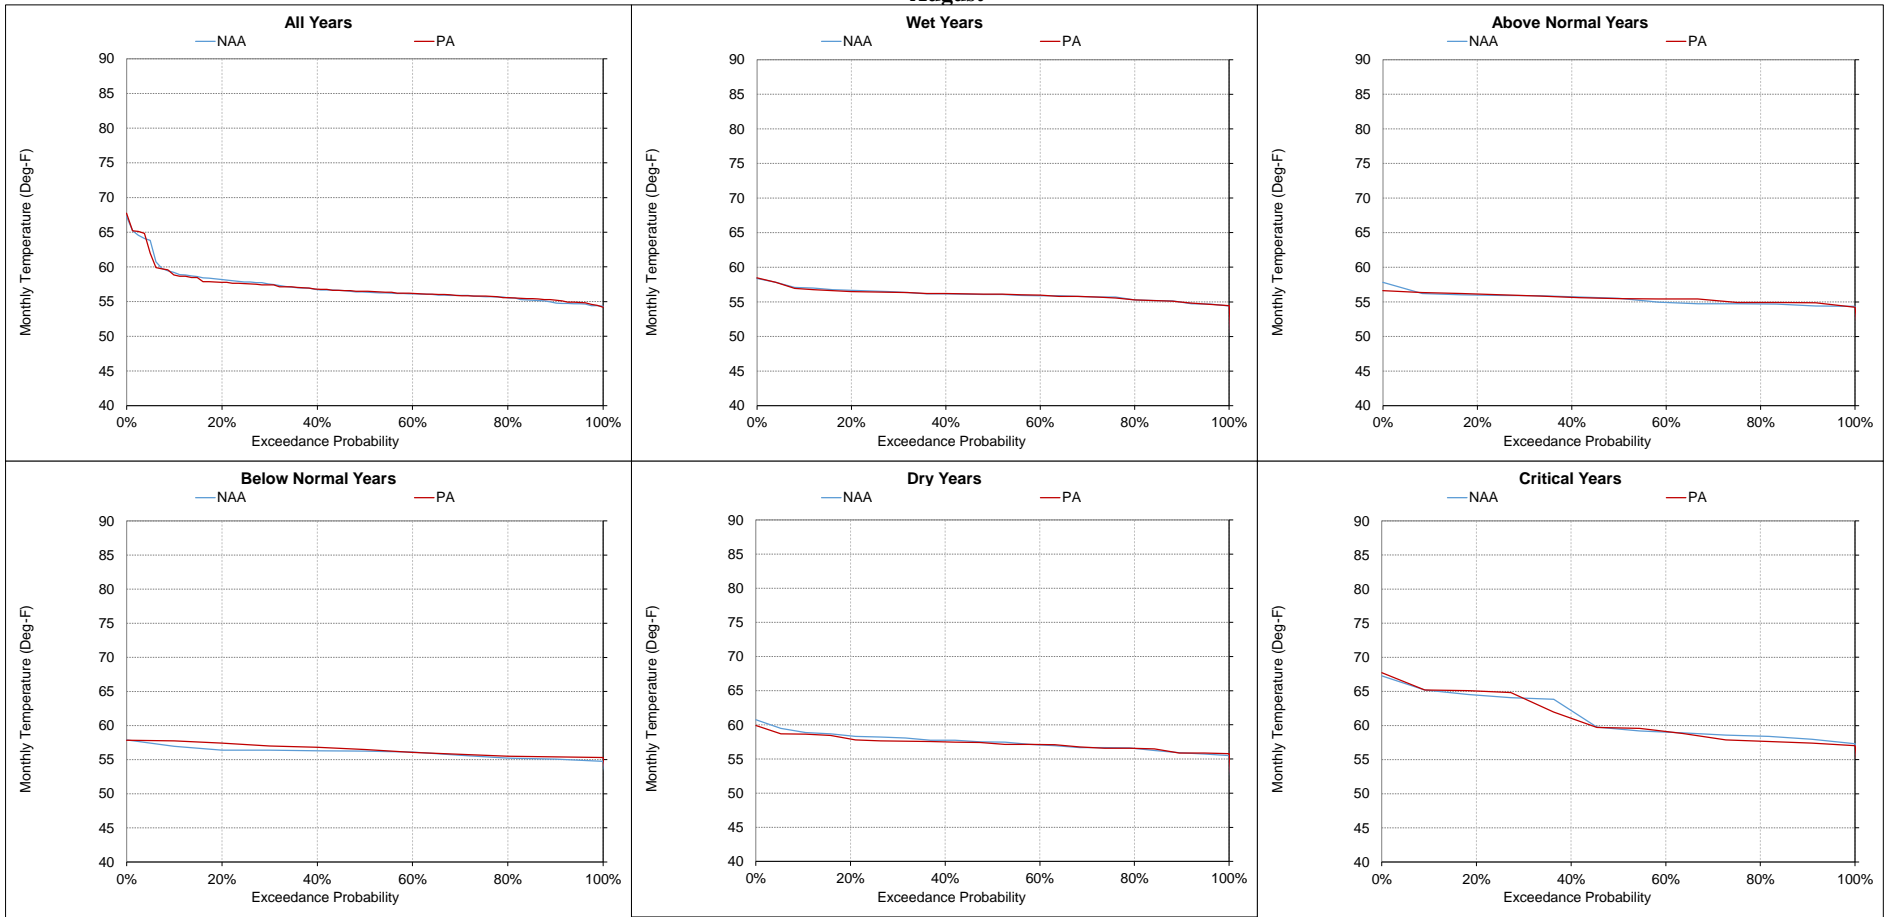 August
All Years
NAA PA
90
85
80
75
70
65
60
55
50
45
40
0% 20% 40% 60% 80% 100%
Monthly Temperature (Deg-F)
Exceedance Probability
Wet Years
NAA PA
90
85
80
75
70
65
60
55
50
45
40
0% 20% 40% 60% 80% 100%
Monthly Temperature (Deg-F)
Exceedance Probability
Above Normal Years
NAA PA
90
85
80
75
70
65
60
55
50
45
40
0% 20% 40% 60% 80% 100%
Monthly Temperature (Deg-F)
Exceedance Probability
Below Normal Years
NAA PA
90
85
80
75
70
65
60
55
50
45
40
0% 20% 40% 60% 80% 100%
Monthly Temperature (Deg-F)
Exceedance Probability
Dry Years
NAA PA
90
85
80
75
70
65
60
55
50
45
40
0% 20% 40% 60% 80% 100%
Monthly Temperature (Deg-F)
Exceedance Probability
Critical Years
NAA PA
90
85
80
75
70
65
60
55
50
45
40
0% 20% 40% 60% 80% 100%
Monthly Temperature (Deg-F)
Exceedance Probability